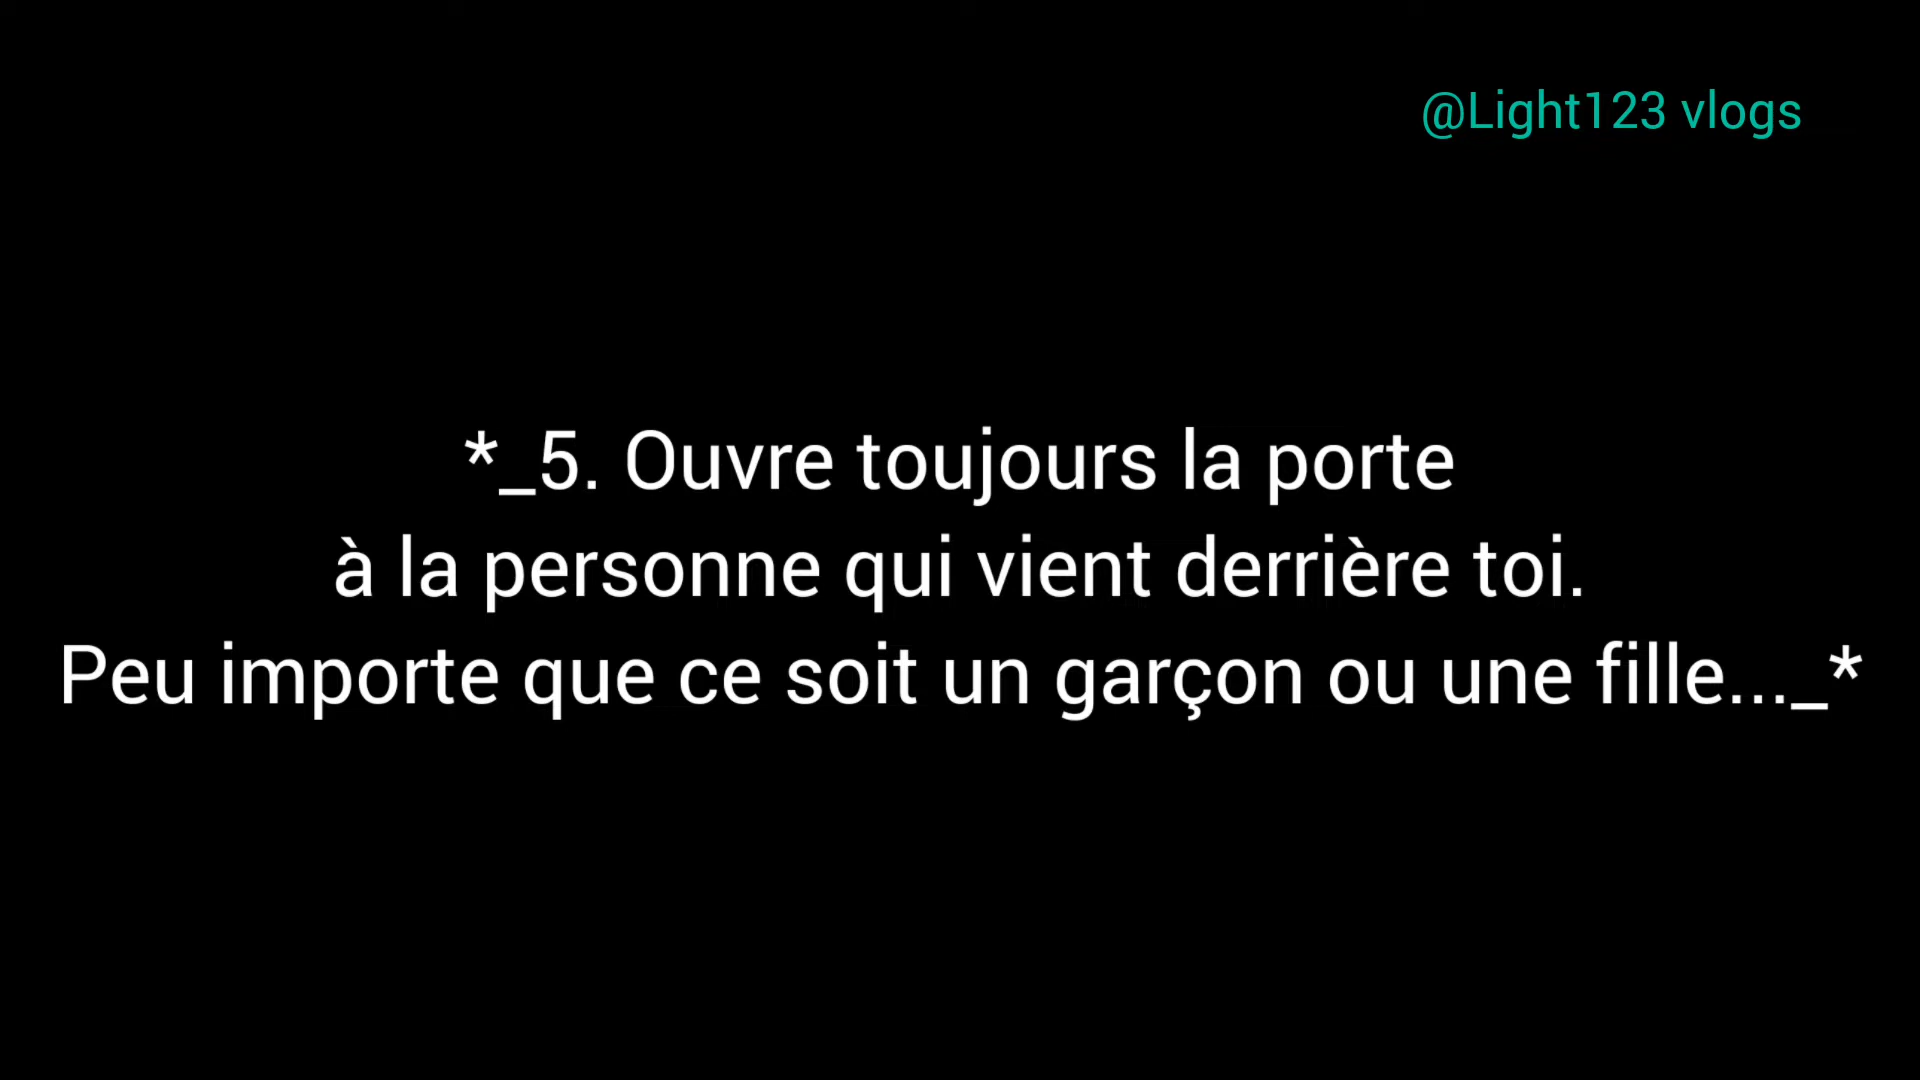 @Light123 vlogs
*_5. Ouvre toujours la porte
à la personne qui vient derrière toi.
Peu importe que ce soit un garçon ou une fille..._*